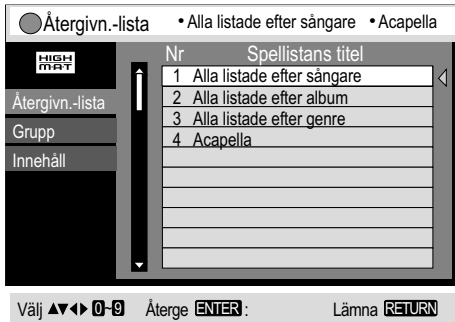 Återgivn.-lista • Alla listade efter sångare • Acapella
HIGH
MAT
Nr Spellistans titel
1 Alla listade efter sångare
Återgivn.-lista
2 Alla listade efter album
3 Alla listade efter genre
Grupp
4 Acapella
Innehåll
Välj ▲▼◀▶ 0~9 Återge ENTER : Lämna RETURN